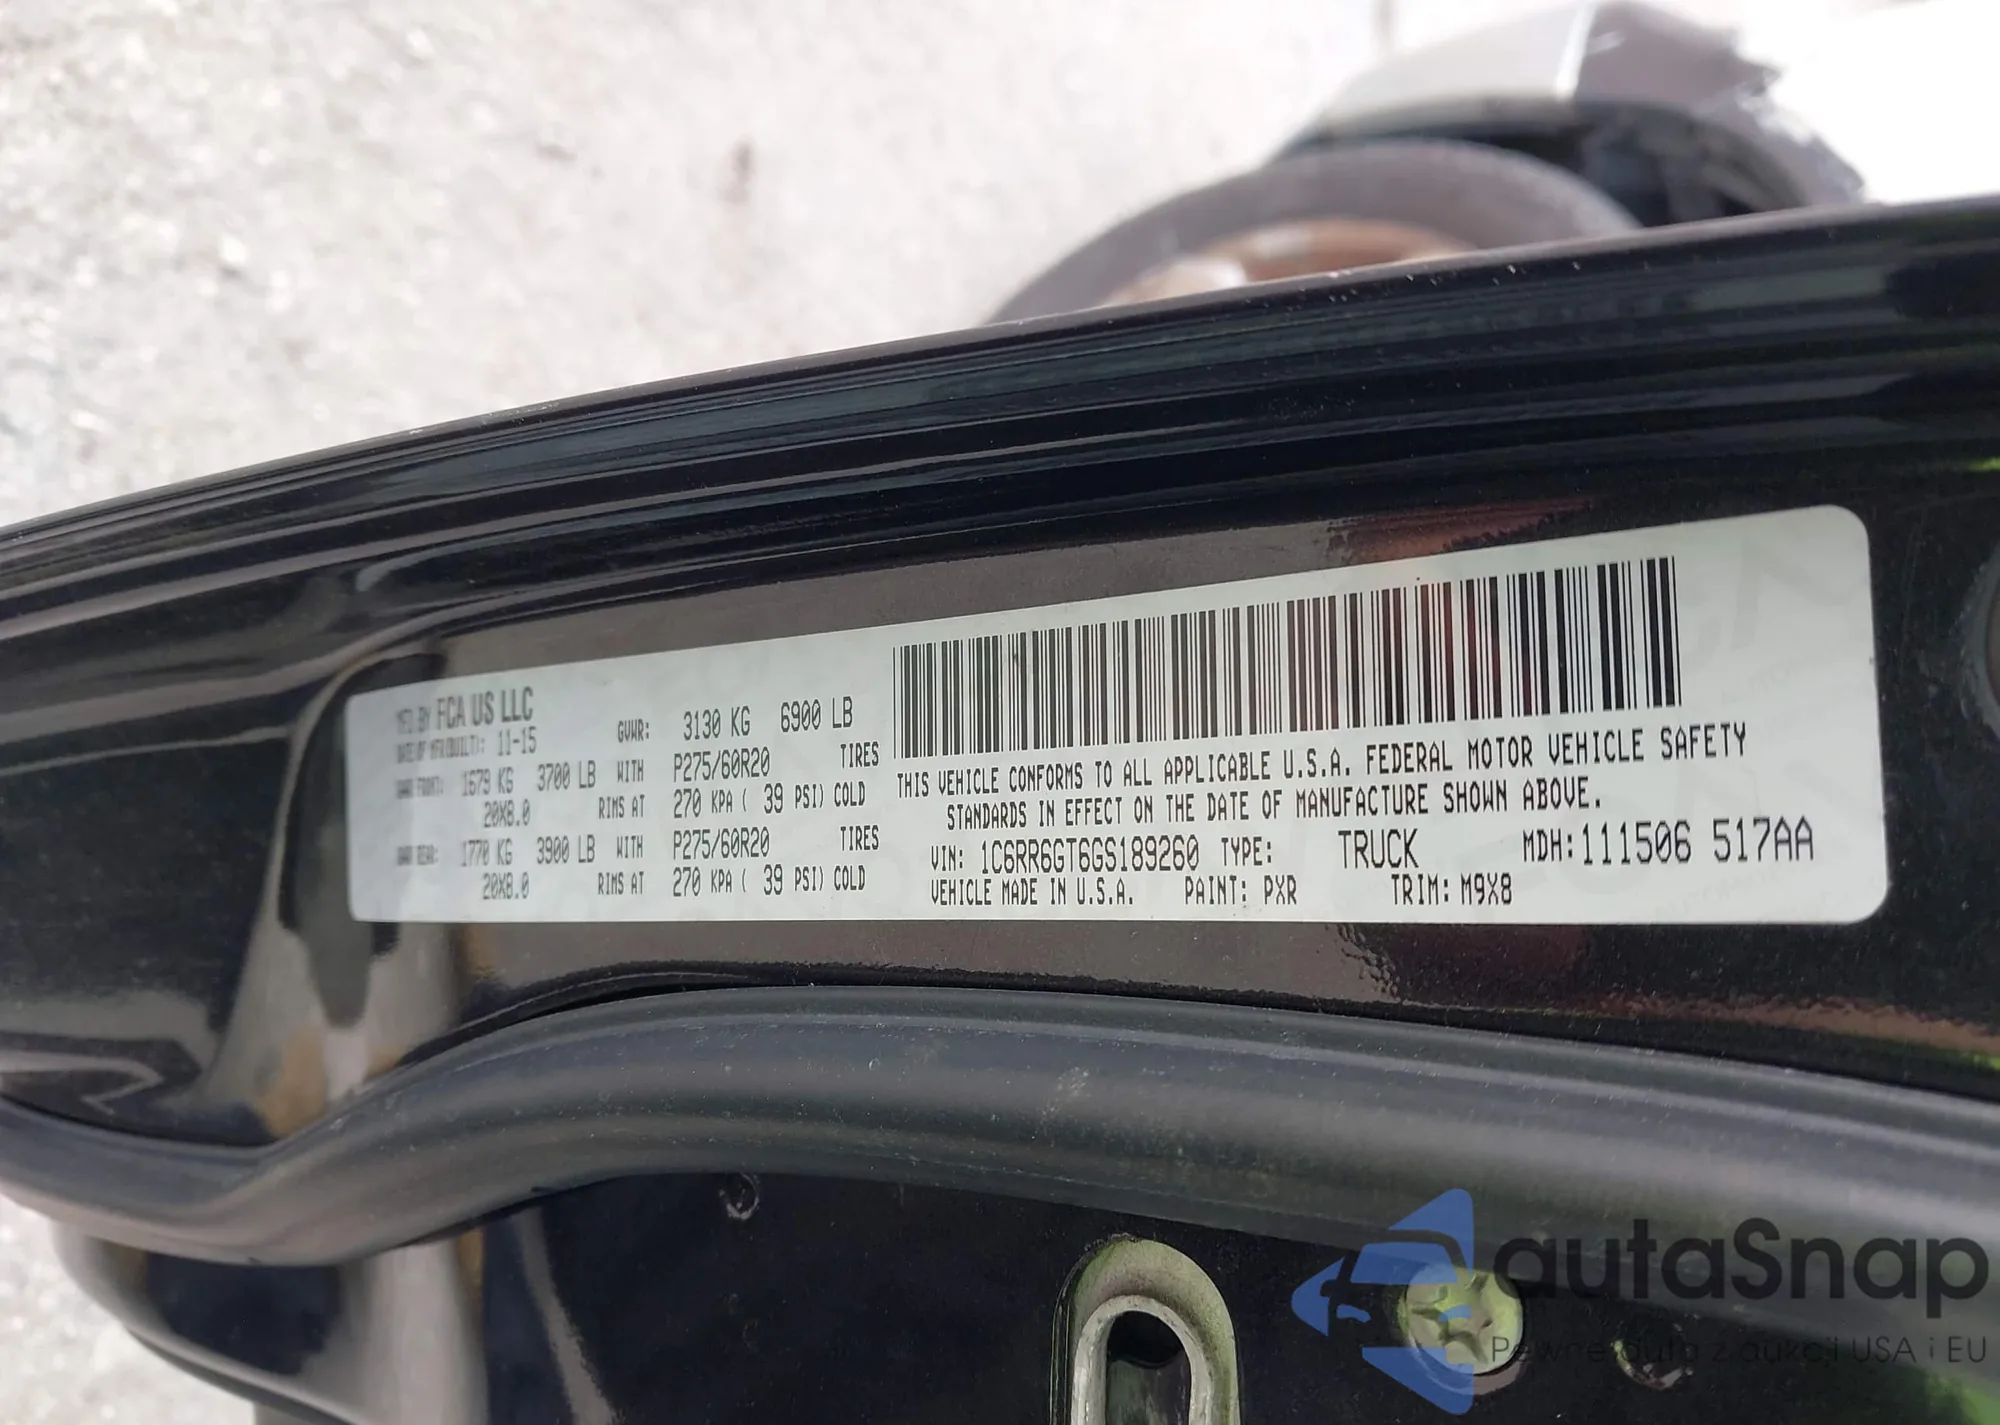 MFD BY FCA US LLC
DATE OF MFR(BUILT): 11-15 GVWR: 3130 KG 6900 LB
GAWR FRONT: 1679 KG 3700 LB WITH P275/60R20 TIRES
20X8.0 RIMS AT 270 KPA ( 39 PSI) COLD
GAWR REAR: 1770 KG 3900 LB WITH P275/60R20 TIRES
20X8.0 RIMS AT 270 KPA ( 39 PSI) COLD
THIS VEHICLE CONFORMS TO ALL APPLICABLE U.S.A. FEDERAL MOTOR VEHICLE SAFETY
STANDARDS IN EFFECT ON THE DATE OF MANUFACTURE SHOWN ABOVE.
VIN: 1C6RR6GT6GS189260 TYPE: TRUCK MDH:111506 517AA
VEHICLE MADE IN U.S.A. PAINT: PXR TRIM: M9X8
autaSnap
Pewne auta z aukcji USA i EU